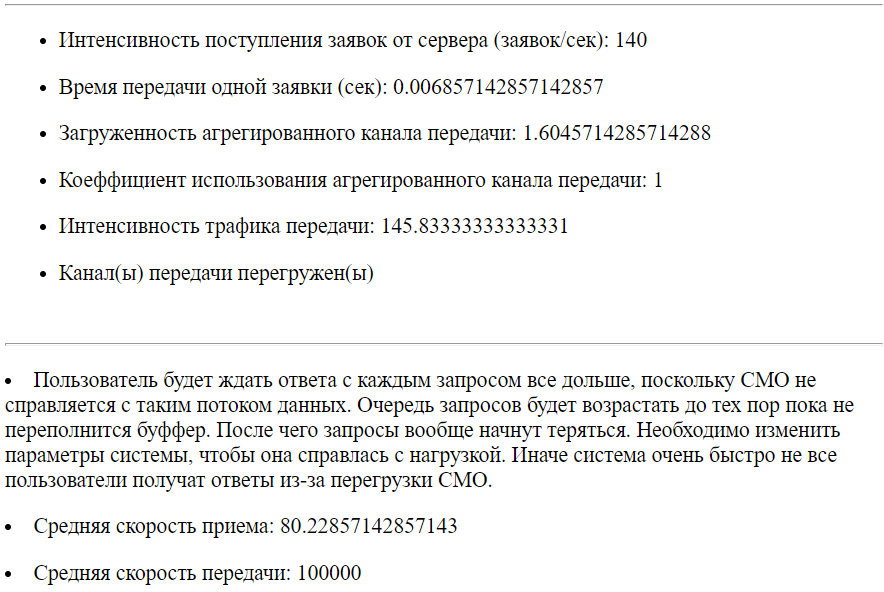 • Интенсивность поступления заявок от сервера (заявок/сек): 140
• Время передачи одной заявки (сек): 0.006857142857142857
• Загруженность агрегированного канала передачи: 1.6045714285714288
• Коеффициент использования агрегированного канала передачи: 1
• Интенсивность трафика передачи: 145.83333333333331
• Канал(ы) передачи перегружен(ы)
• Пользователь будет ждать ответа с каждым запросом все дольше, поскольку СМО не
справляется с таким потоком данных. Очередь запросов будет возрастать до тех пор пока не
переполнится буффер. После чего запросы вообще начнут теряться. Необходимо изменить
параметры системы, чтобы она справлась с нагрузкой. Иначе система очень быстро не все
пользователи получат ответы из-за перегрузки СМО.
• Средняя скорость приема: 80.22857142857143
• Средняя скорость передачи: 100000